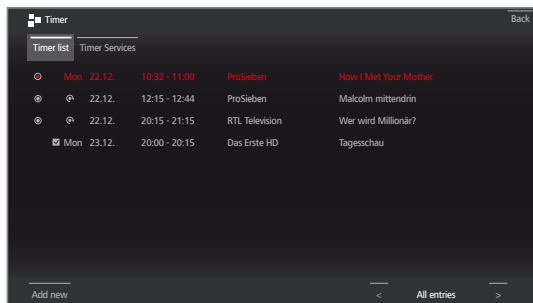 Timer
Back
Timer list Timer Services
Mon 22.12. 10:32 - 11:00 ProSieben How I Met Your Mother
22.12. 12:15 - 12:44 ProSieben Malcolm mittendrin
22.12. 20:15 - 21:15 RTL Television Wer wird Millionär?
Mon 23.12. 20:00 - 20:15 Das Erste HD Tagesschau
Add new < All entries >